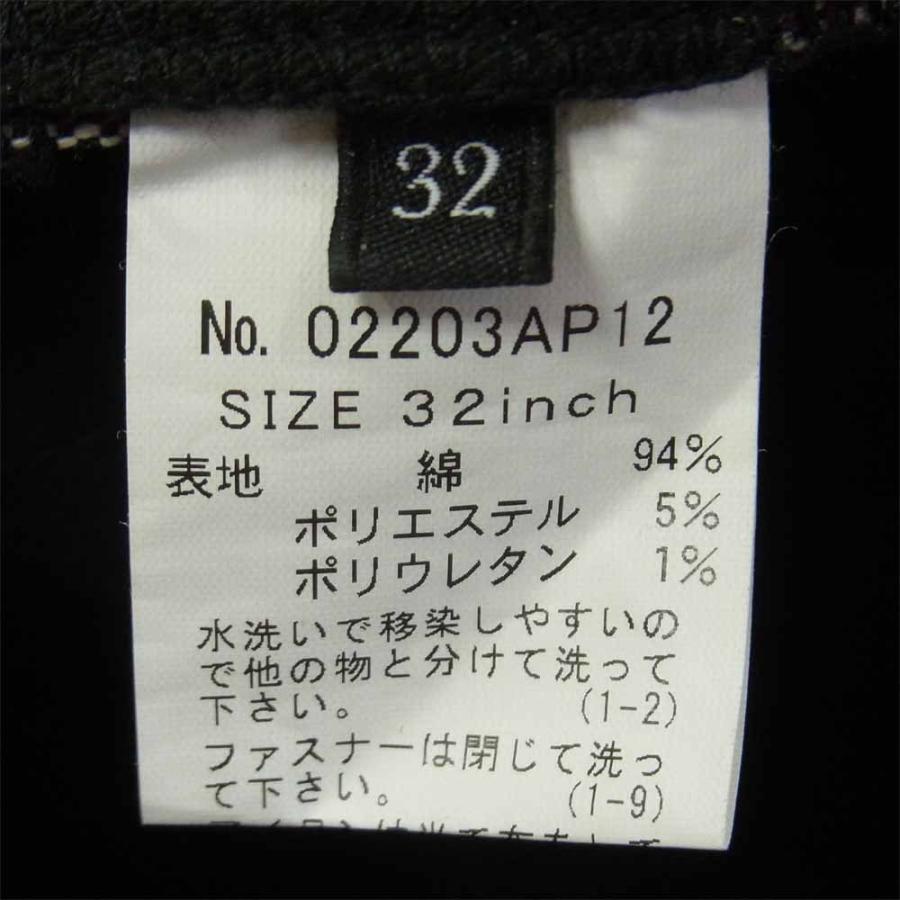 32
No. 02203AP12
SIZE 32inch
表地 綿 94%
ポリエステル 5%
ポリウレタン 1%
水洗いで移染しやすいの
で他の物と分けて洗って
下さい。 (1-2)
ファスナーは閉じて洗っ
て下さい。 (1-9)